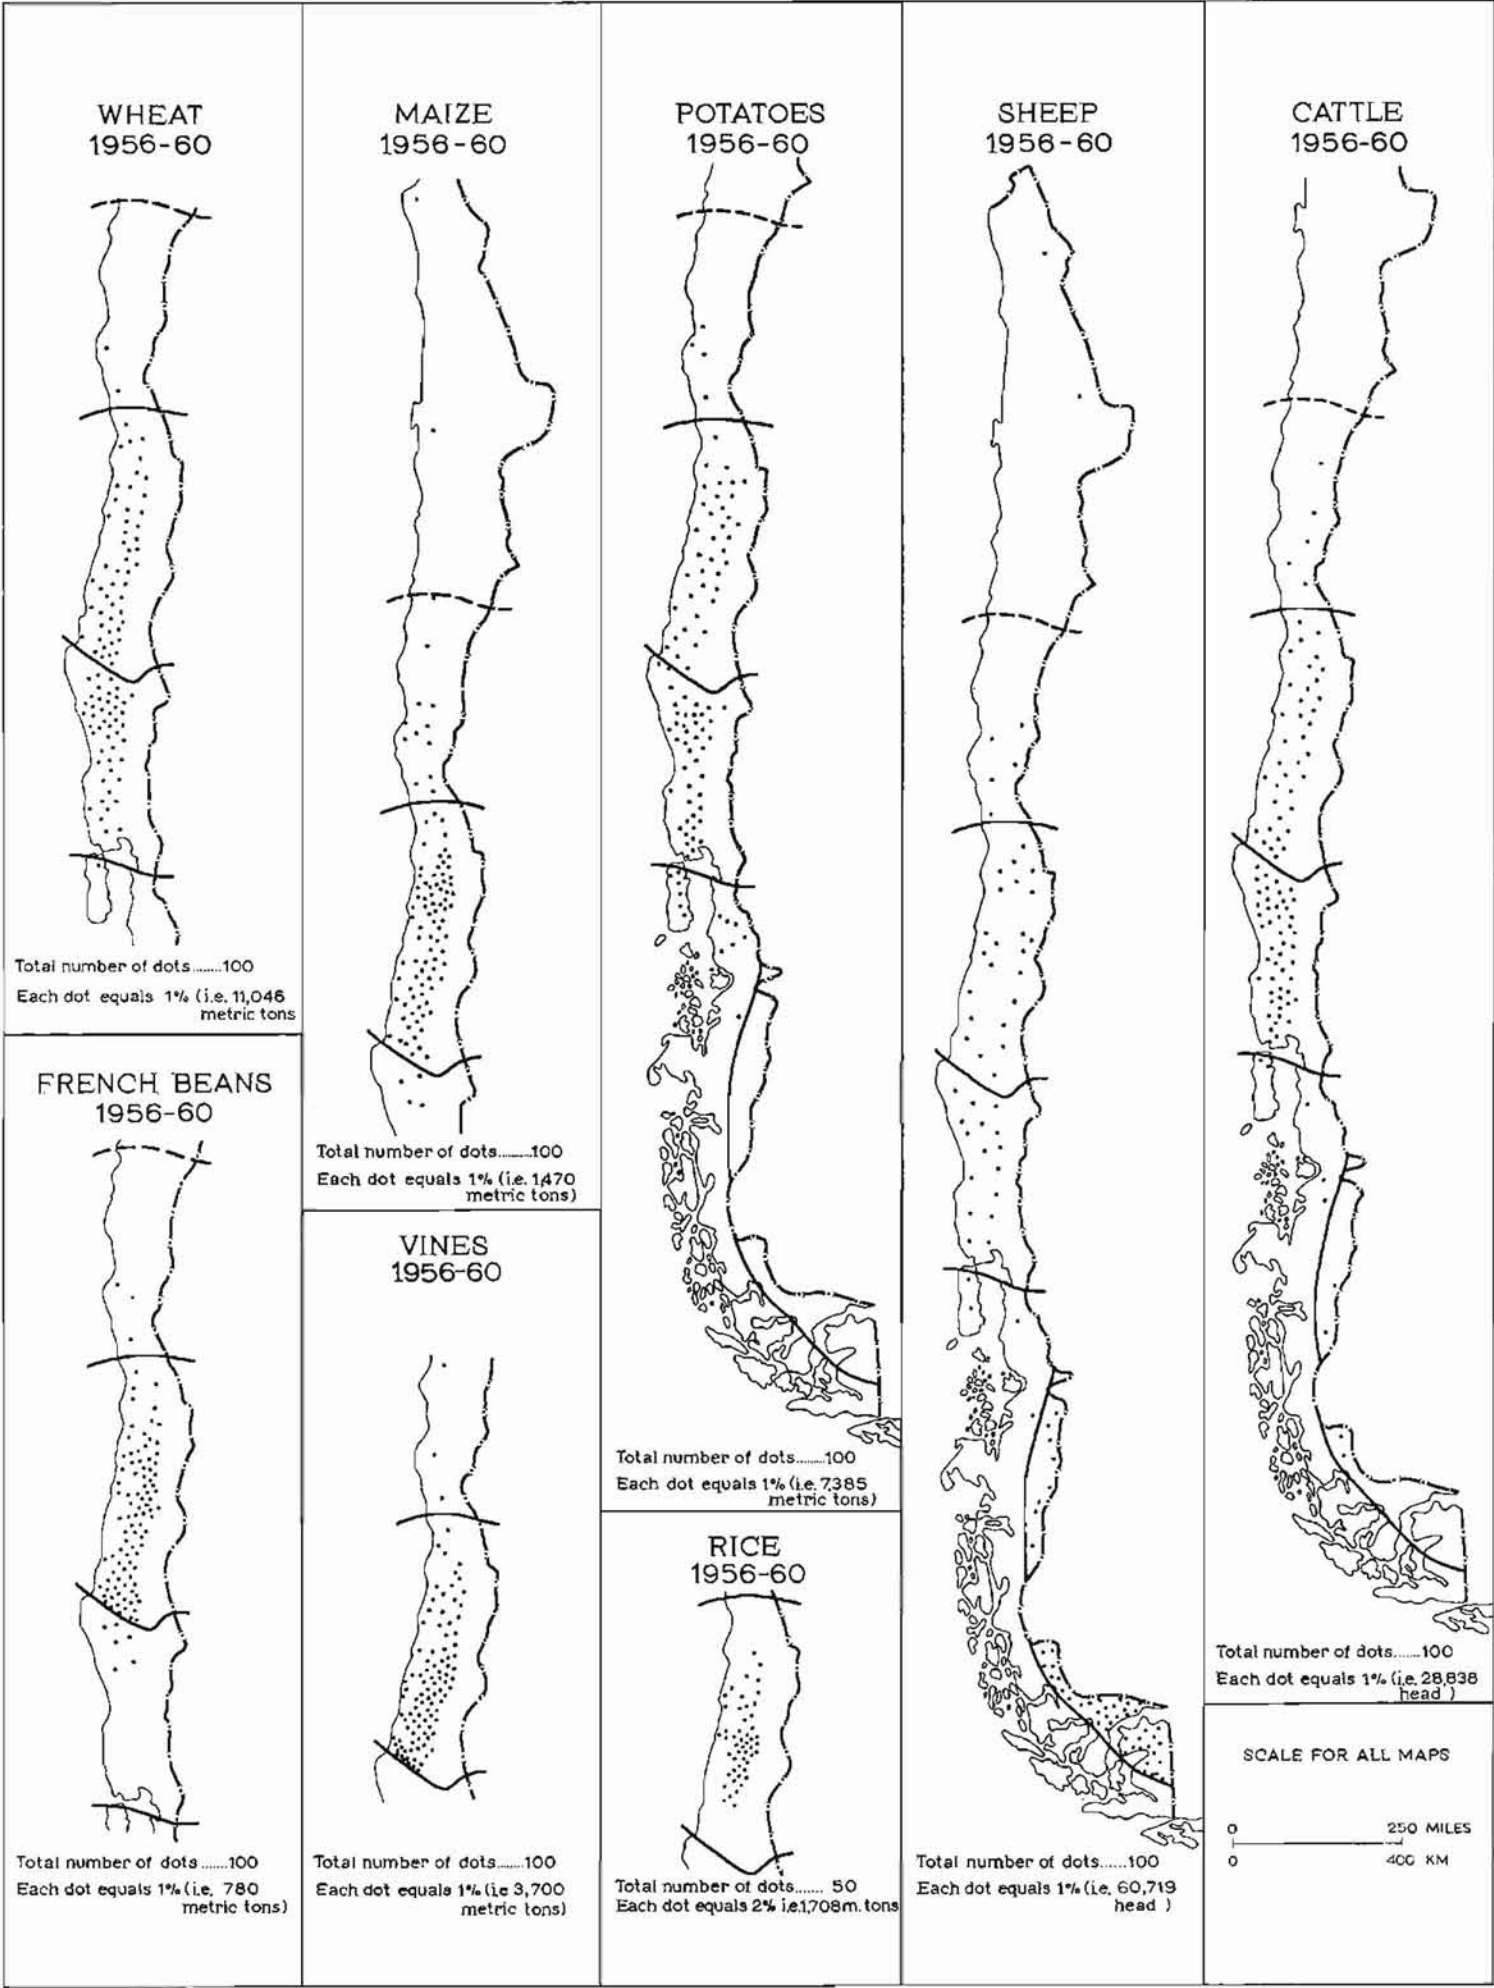 WHEAT
1956-60
Total number of dots........100
Each dot equals 1% (i.e. 11,046
metric tons
FRENCH BEANS
1956-60
Total number of dots.......100
Each dot equals 1% (i.e. 780
metric tons)
MAIZE
1956-60
Total number of dots.........100
Each dot equals 1% (i.e. 1,470
metric tons)
VINES
1956-60
Total number of dots.......100
Each dot equals 1% (i.e 3,700
metric tons)
POTATOES
1956-60
Total number of dots.........100
Each dot equals 1% (i.e. 7,385
metric tons)
RICE
1956-60
Total number of dots....... 50
Each dot equals 2% i.e.1,708m. tons
SHEEP
1956-60
Total number of dots......100
Each dot equals 1% (i.e. 60,719
head )
CATTLE
1956-60
Total number of dots.......100
Each dot equals 1% (i.e. 28,838
head )
SCALE FOR ALL MAPS
0 250 MILES
0 400 KM